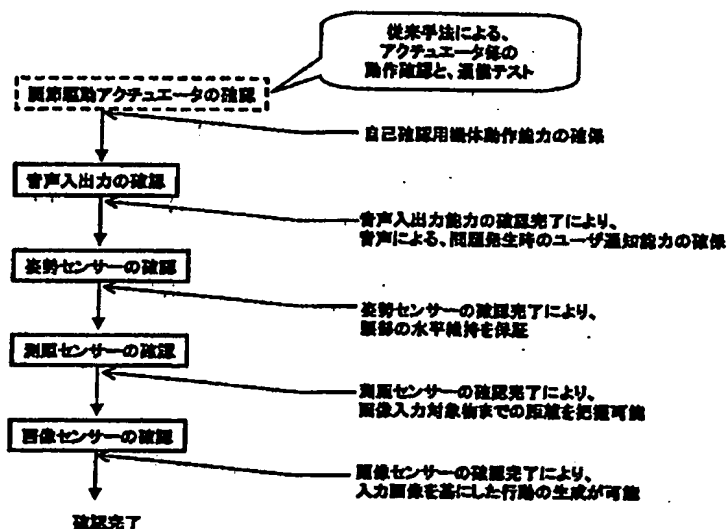 従来手法による、
アクチュエータ毎の
動作確認と、通信テスト
関節駆動アクチュエータの確認
自己確認用機体動作能力の確保
音声入出力の確認
音声入出力能力の確認完了により、
音声による、問題発生時のユーザ通知能力の確保
姿勢センサーの確認
姿勢センサーの確認完了により、
頭部の水平維持を保証
測距センサーの確認
測距センサーの確認完了により、
画像入力対象物までの距離を把握可能
画像センサーの確認
画像センサーの確認完了により、
入力画像を基にした行動の生成が可能
確認完了